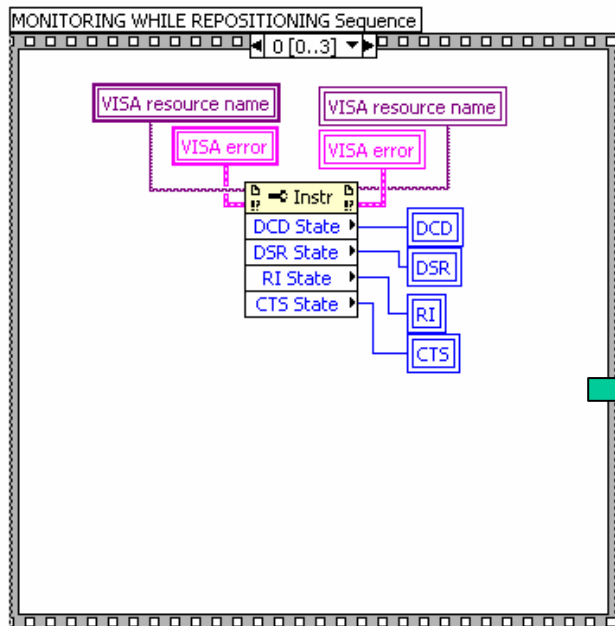 MONITORING WHILE REPOSITIONING Sequence
0 [0..3]
VISA resource name
VISA resource name
VISA error
VISA error
Instr
DCD State
DCD
DSR State
DSR
RI State
RI
CTS State
CTS